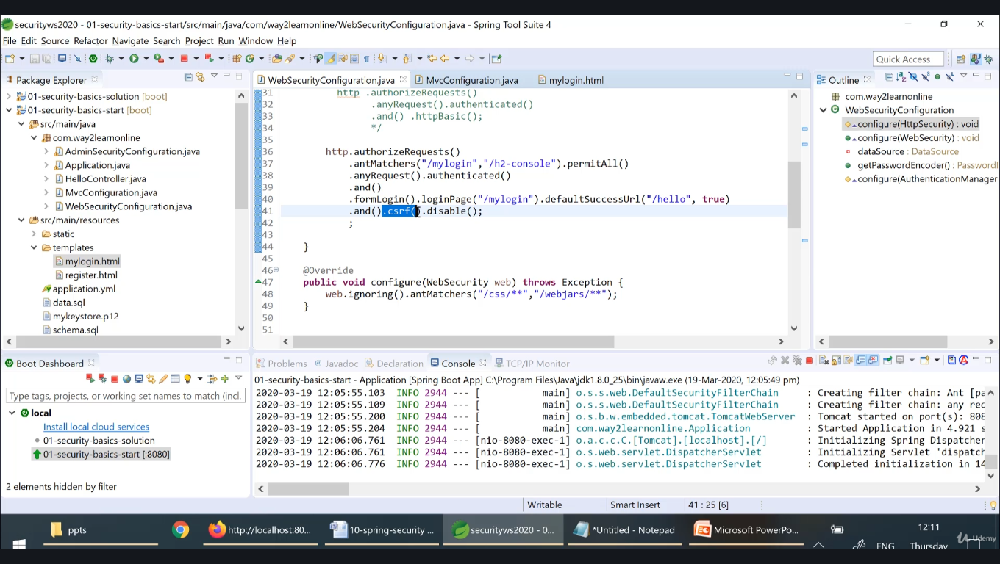 securityws2020 - 01-security-basics-start/src/main/java/com/way2learnonline/WebSecurityConfiguration.java - Spring Tool Suite 4
File Edit Source Refactor Navigate Search Project Run Window Help
Quick Access
Package Explorer
01-security-basics-solution [boot]
01-security-basics-start [boot]
src/main/java
com.way2learnonline
AdminSecurityConfiguration.java
Application.java
HelloController.java
MvcConfiguration.java
WebSecurityConfiguration.java
src/main/resources
static
templates
mylogin.html
register.html
application.yml
data.sql
mykeystore.p12
schema.sql
WebSecurityConfiguration.java
MvcConfiguration.java
mylogin.html
31 http .authorizeRequests()
32 .anyRequest().authenticated()
33 .and() .httpBasic();
34 */
35
36 http.authorizeRequests()
37 .antMatchers("/mylogin","/h2-console").permitAll()
38 .anyRequest().authenticated()
39 .and()
40 .formLogin().loginPage("/mylogin").defaultSuccessUrl("/hello", true)
41 .and().csrf().disable();
42 ;
43
44 }
45
46 @Override
47 public void configure(WebSecurity web) throws Exception {
48 web.ignoring().antMatchers("/css/**","/webjars/**");
49 }
50
51
Outline
com.way2learnonline
WebSecurityConfiguration
configure(HttpSecurity) : void
configure(WebSecurity) : void
dataSource : DataSource
getPasswordEncoder() : Password
configure(AuthenticationManager
Boot Dashboard
Type tags, projects, or working set names to match (incl.
local
Install local cloud services
01-security-basics-solution
01-security-basics-start [:8080]
2 elements hidden by filter
Problems
@ Javadoc
Declaration
Console
TCP/IP Monitor
01-security-basics-start - Application [Spring Boot App] C:\Program Files\Java\jdk1.8.0_25\bin\javaw.exe (19-Mar-2020, 12:05:49 pm)
2020-03-19 12:05:55.103 INFO 2944 --- [ main] o.s.s.web.DefaultSecurityFilterChain : Creating filter chain: Ant [pa
2020-03-19 12:05:55.109 INFO 2944 --- [ main] o.s.s.web.DefaultSecurityFilterChain : Creating filter chain: any rec
2020-03-19 12:05:55.200 INFO 2944 --- [ main] o.s.b.w.embedded.tomcat.TomcatWebServer : Tomcat started on port(s): 808
2020-03-19 12:05:55.204 INFO 2944 --- [ main] com.way2learnonline.Application : Started Application in 4.921 s
2020-03-19 12:06:06.761 INFO 2944 --- [nio-8080-exec-1] o.a.c.c.C.[Tomcat].[localhost].[/] : Initializing Spring Dispatcher
2020-03-19 12:06:06.761 INFO 2944 --- [nio-8080-exec-1] o.s.web.servlet.DispatcherServlet : Initializing Servlet 'dispatch
2020-03-19 12:06:06.776 INFO 2944 --- [nio-8080-exec-1] o.s.web.servlet.DispatcherServlet : Completed initialization in 14
Writable
Smart Insert
41 : 25 [6]
ppts
http://localhost:80...
10-spring-security ...
securityws2020 - 0...
*Untitled - Notepad
Microsoft PowerPo...
ENG
12:11
Thursday
Udemy